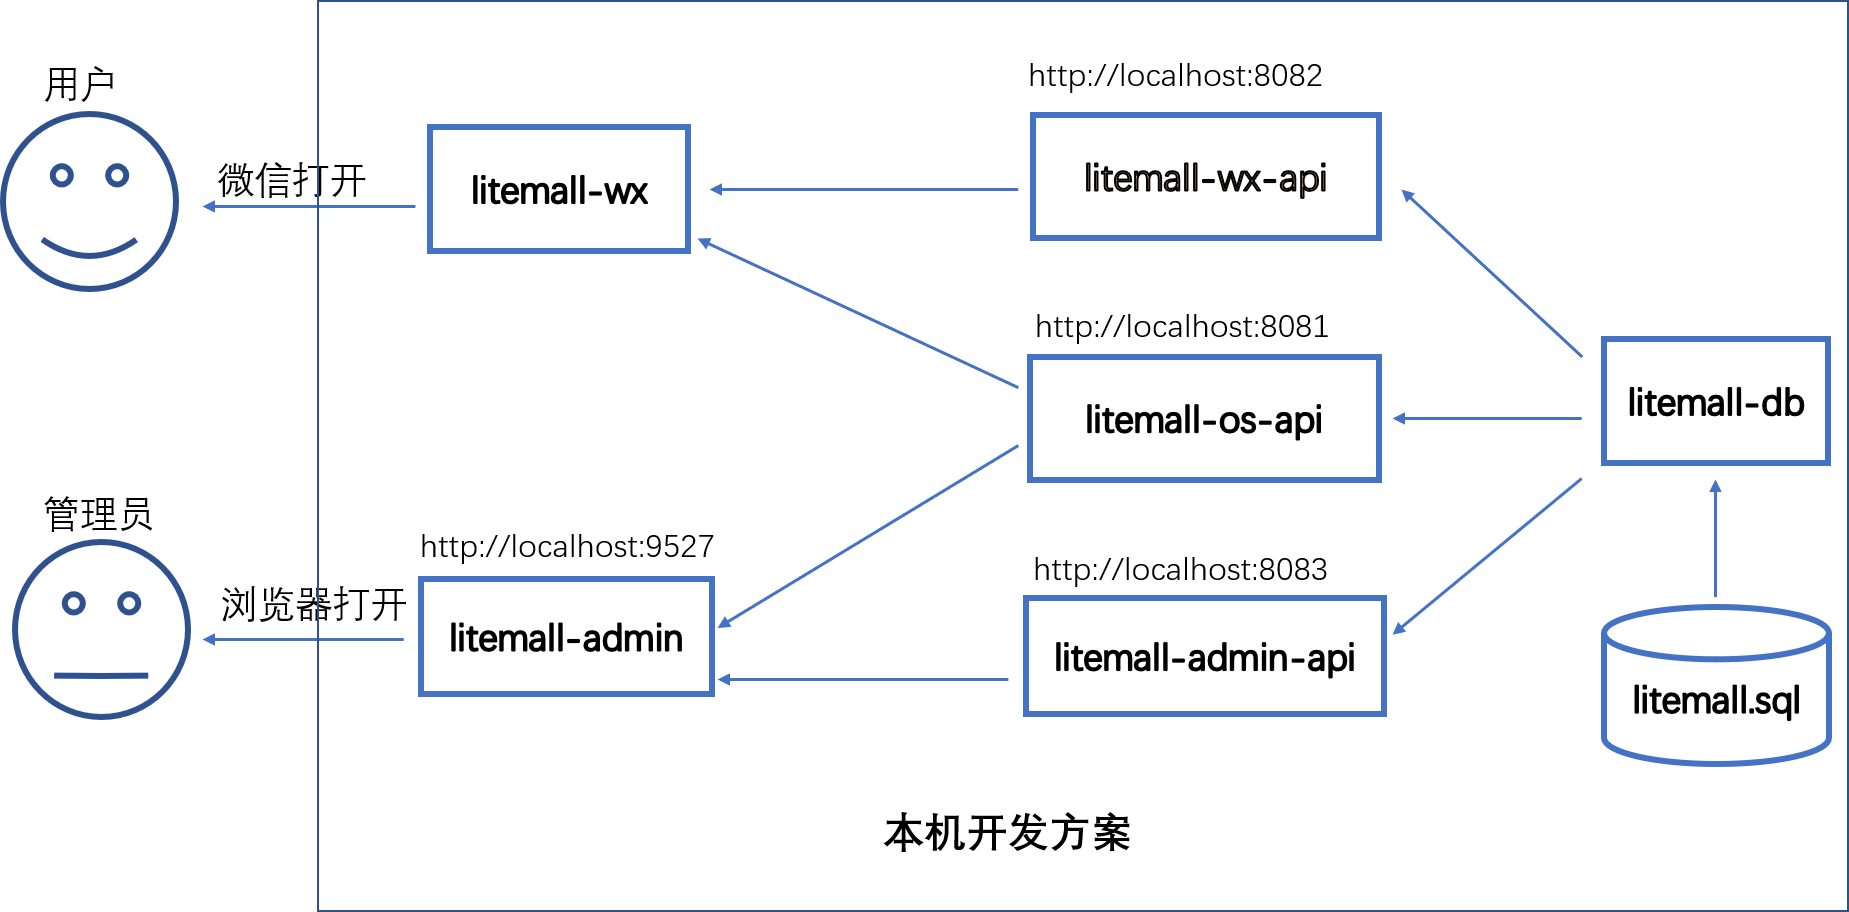 用户
微信打开
litemall-wx
http://localhost:8082
litemall-wx-api
http://localhost:8081
litemall-os-api
litemall-db
管理员
浏览器打开
http://localhost:9527
litemall-admin
http://localhost:8083
litemall-admin-api
litemall.sql
本机开发方案